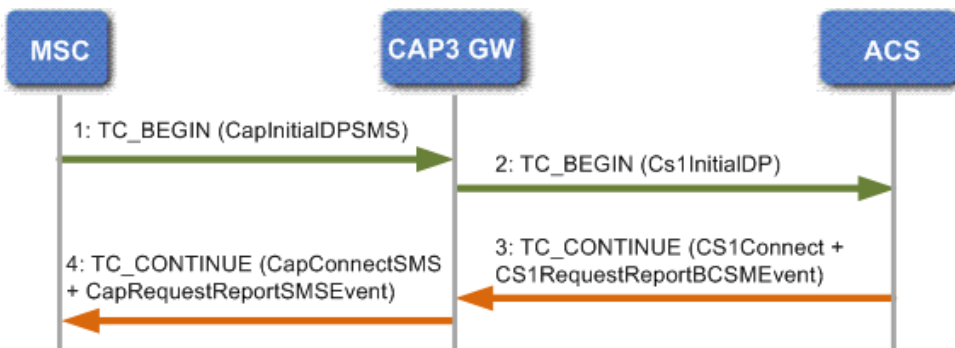 MSC
CAP3 GW
ACS
1: TC_BEGIN (CapInitialDPSMS)
2: TC_BEGIN (Cs1InitialDP)
3: TC_CONTINUE (CS1Connect +
CS1RequestReportBCSMEvent)
4: TC_CONTINUE (CapConnectSMS
+ CapRequestReportSMSEvent)